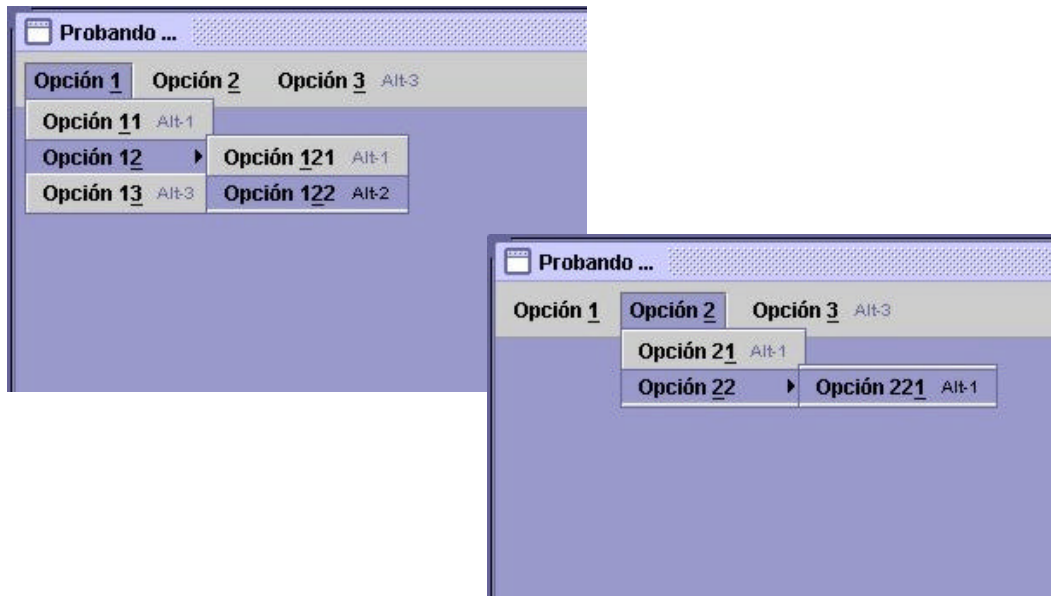 Probando ...
Opción 1 Opción 2 Opción 3 Alt-3
Opción 11 Alt-1
Opción 12 Opción 121 Alt-1
Opción 13 Alt-3 Opción 122 Alt-2
Probando ...
Opción 1 Opción 2 Opción 3 Alt-3
Opción 21 Alt-1
Opción 22 Opción 221 Alt-1